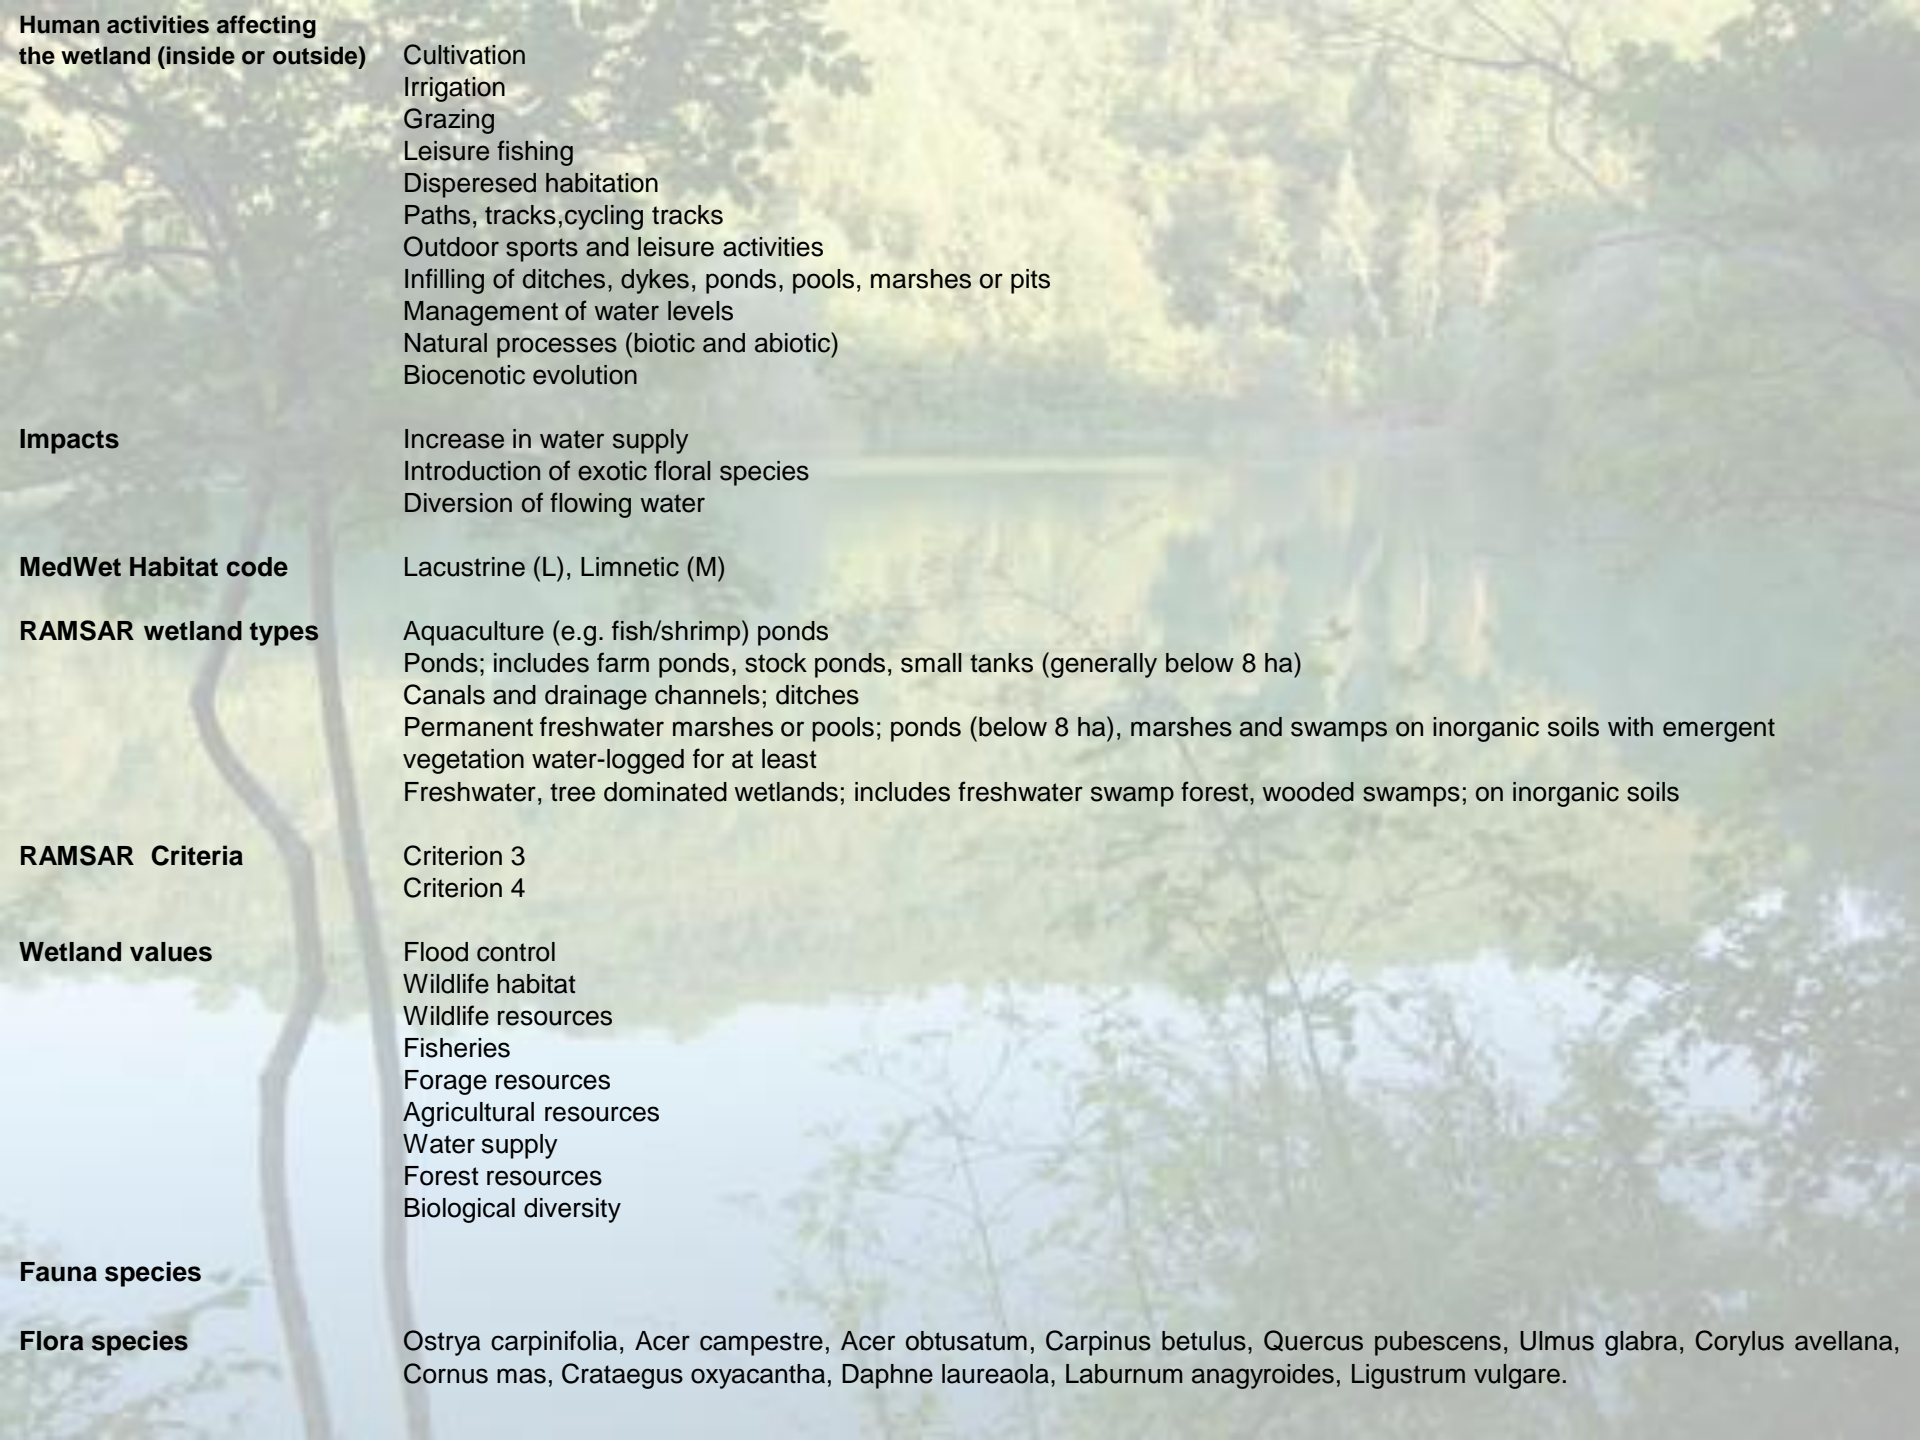 Human activities affecting
the wetland (inside or outside) Cultivation
Irrigation
Grazing
Leisure fishing
Disperesed habitation
Paths, tracks,cycling tracks
Outdoor sports and leisure activities
Infilling of ditches, dykes, ponds, pools, marshes or pits
Management of water levels
Natural processes (biotic and abiotic)
Biocenotic evolution
Impacts Increase in water supply
Introduction of exotic floral species
Diversion of flowing water
MedWet Habitat code Lacustrine (L), Limnetic (M)
RAMSAR wetland types Aquaculture (e.g. fish/shrimp) ponds
Ponds; includes farm ponds, stock ponds, small tanks (generally below 8 ha)
Canals and drainage channels; ditches
Permanent freshwater marshes or pools; ponds (below 8 ha), marshes and swamps on inorganic soils with emergent
vegetation water-logged for at least
Freshwater, tree dominated wetlands; includes freshwater swamp forest, wooded swamps; on inorganic soils
RAMSAR Criteria Criterion 3
Criterion 4
Wetland values Flood control
Wildlife habitat
Wildlife resources
Fisheries
Forage resources
Agricultural resources
Water supply
Forest resources
Biological diversity
Fauna species
Flora species Ostrya carpinifolia, Acer campestre, Acer obtusatum, Carpinus betulus, Quercus pubescens, Ulmus glabra, Corylus avellana,
Cornus mas, Crataegus oxyacantha, Daphne laureaola, Laburnum anagyroides, Ligustrum vulgare.